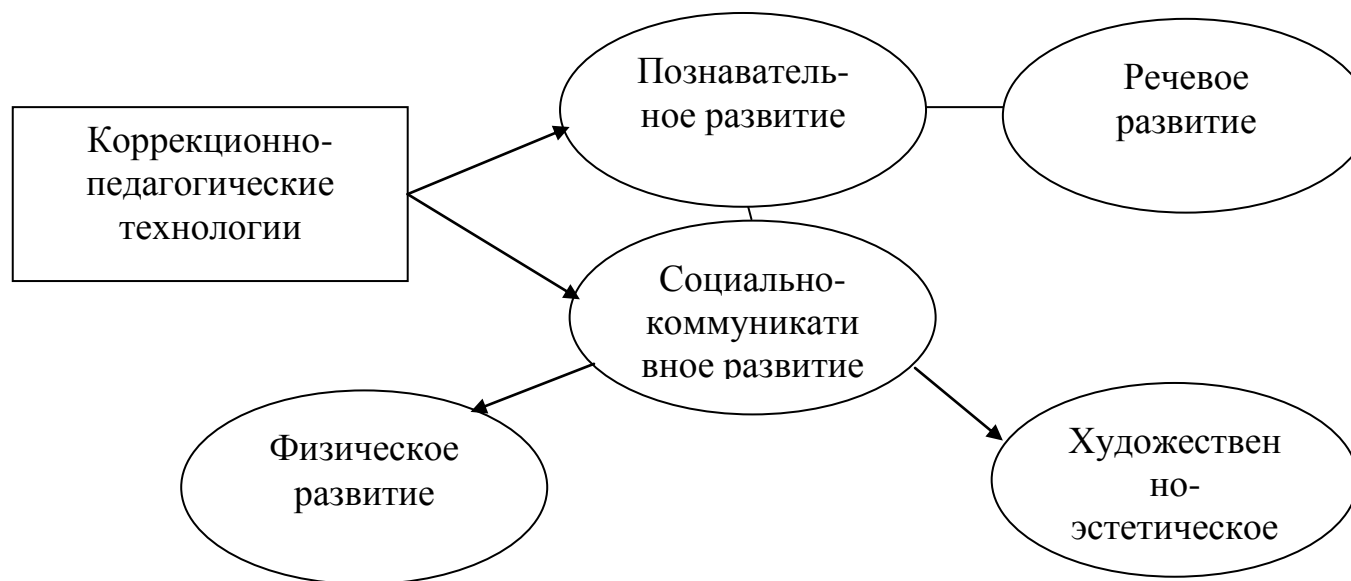 Познаватель-
ное развитие
Речевое
развитие
Коррекционно-
педагогические
технологии
Социально-
коммуникати
вное развитие
Физическое
развитие
Художествен
но-
эстетическое